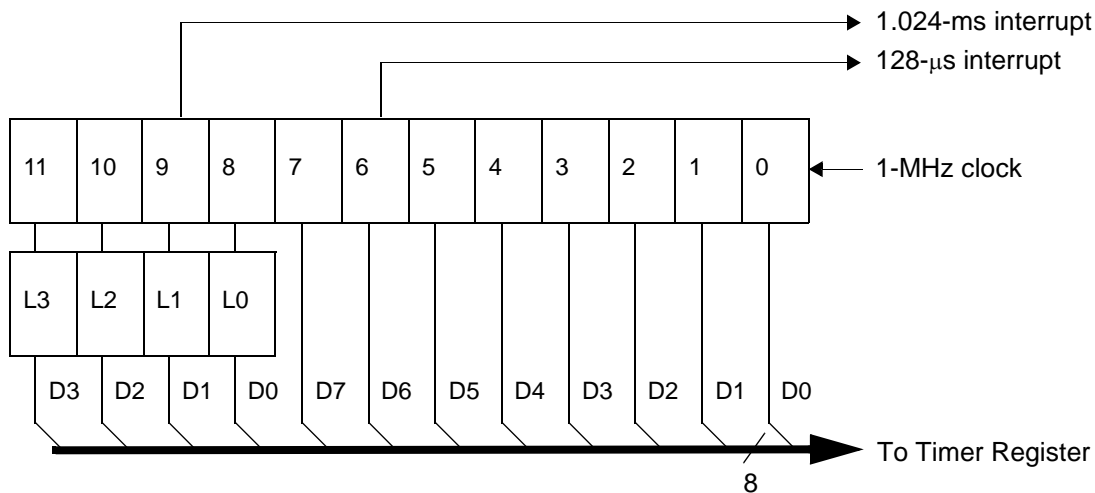 1.024-ms interrupt
128-μs interrupt
11 10 9 8 7 6 5 4 3 2 1 0
1-MHz clock
L3 L2 L1 L0
D3 D2 D1 D0 D7 D6 D5 D4 D3 D2 D1 D0
To Timer Register
8